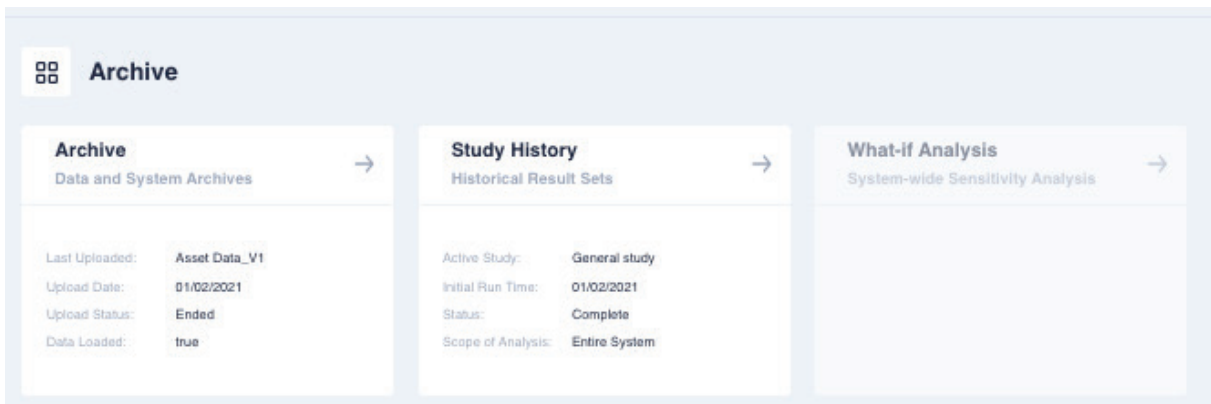 Archive
Archive
Data and System Archives
Last Uploaded: Asset Data_V1
Upload Date: 01/02/2021
Upload Status: Ended
Data Loaded: true
Study History
Historical Result Sets
Active Study: General study
Initial Run Time: 01/02/2021
Status: Complete
Scope of Analysis: Entire System
What-if Analysis
System-wide Sensitivity Analysis